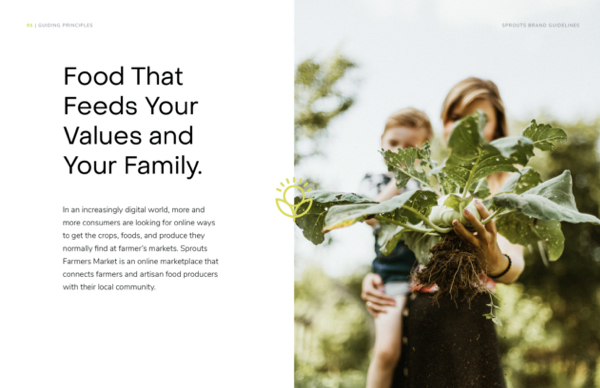 05 | GUIDING PRINCIPLES
SPROUTS BRAND GUIDELINES
Food That
Feeds Your
Values and
Your Family.
In an increasingly digital world, more and
more consumers are looking for online ways
to get the crops, foods, and produce they
normally find at farmer's markets. Sprouts
Farmers Market is an online marketplace that
connects farmers and artisan food producers
with their local community.